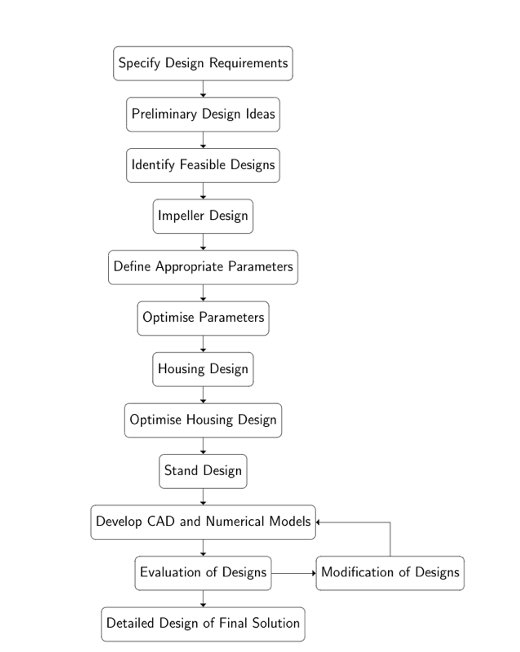 Specify Design Requirements
Preliminary Design Ideas
Identify Feasible Designs
Impeller Design
Define Appropriate Parameters
Optimise Parameters
Housing Design
Optimise Housing Design
Stand Design
Develop CAD and Numerical Models
Evaluation of Designs
Modification of Designs
Detailed Design of Final Solution